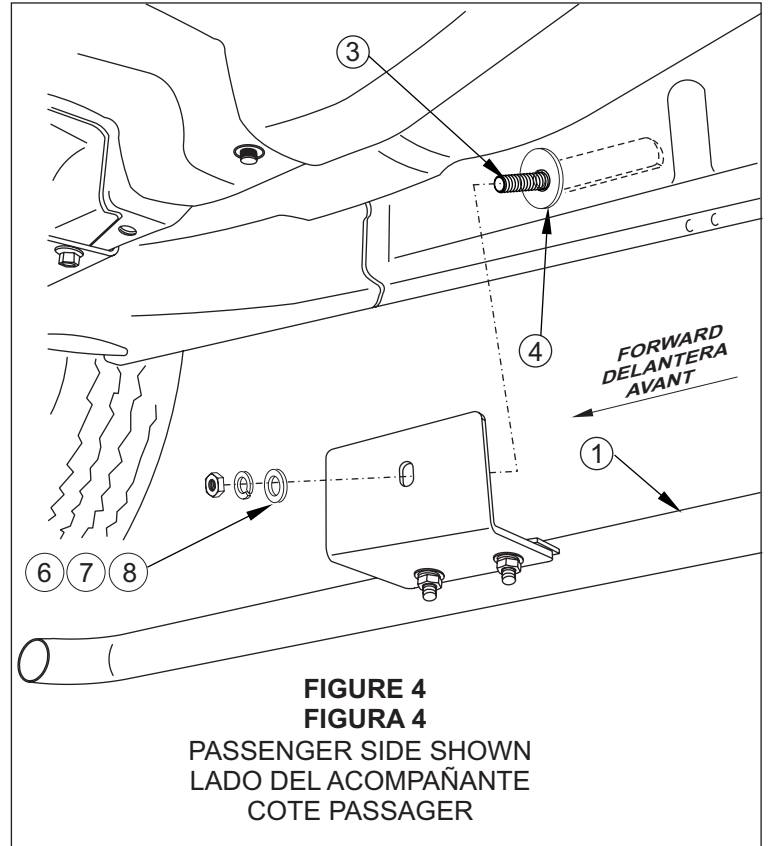 3
4
FORWARD
DELANTERA
AVANT
1
6 7 8
FIGURE 4
FIGURA 4
PASSENGER SIDE SHOWN
LADO DEL ACOMPAÑANTE
COTE PASSAGER